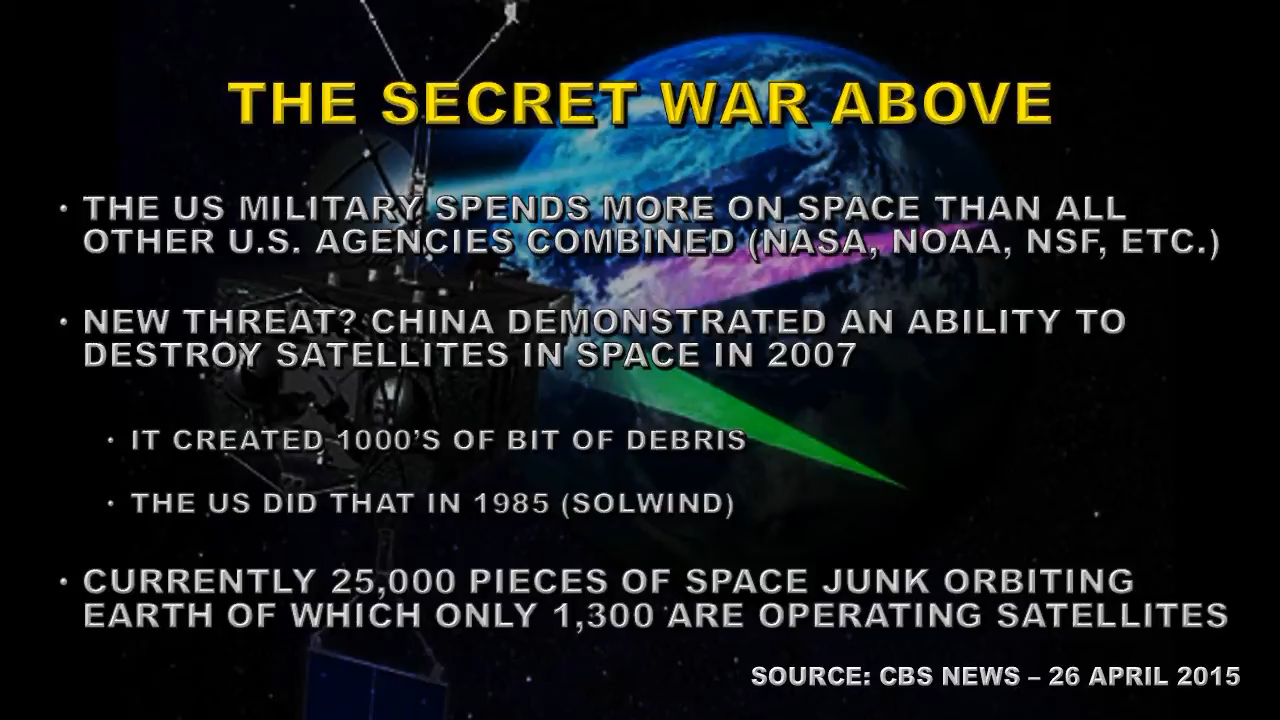 THE SECRET WAR ABOVE
• THE US MILITARY SPENDS MORE ON SPACE THAN ALL
OTHER U.S. AGENCIES COMBINED (NASA, NOAA, NSF, ETC.)
• NEW THREAT? CHINA DEMONSTRATED AN ABILITY TO
DESTROY SATELLITES IN SPACE IN 2007
• IT CREATED 1000’S OF BIT OF DEBRIS
• THE US DID THAT IN 1985 (SOLWIND)
• CURRENTLY 25,000 PIECES OF SPACE JUNK ORBITING
EARTH OF WHICH ONLY 1,300 ARE OPERATING SATELLITES
SOURCE: CBS NEWS – 26 APRIL 2015